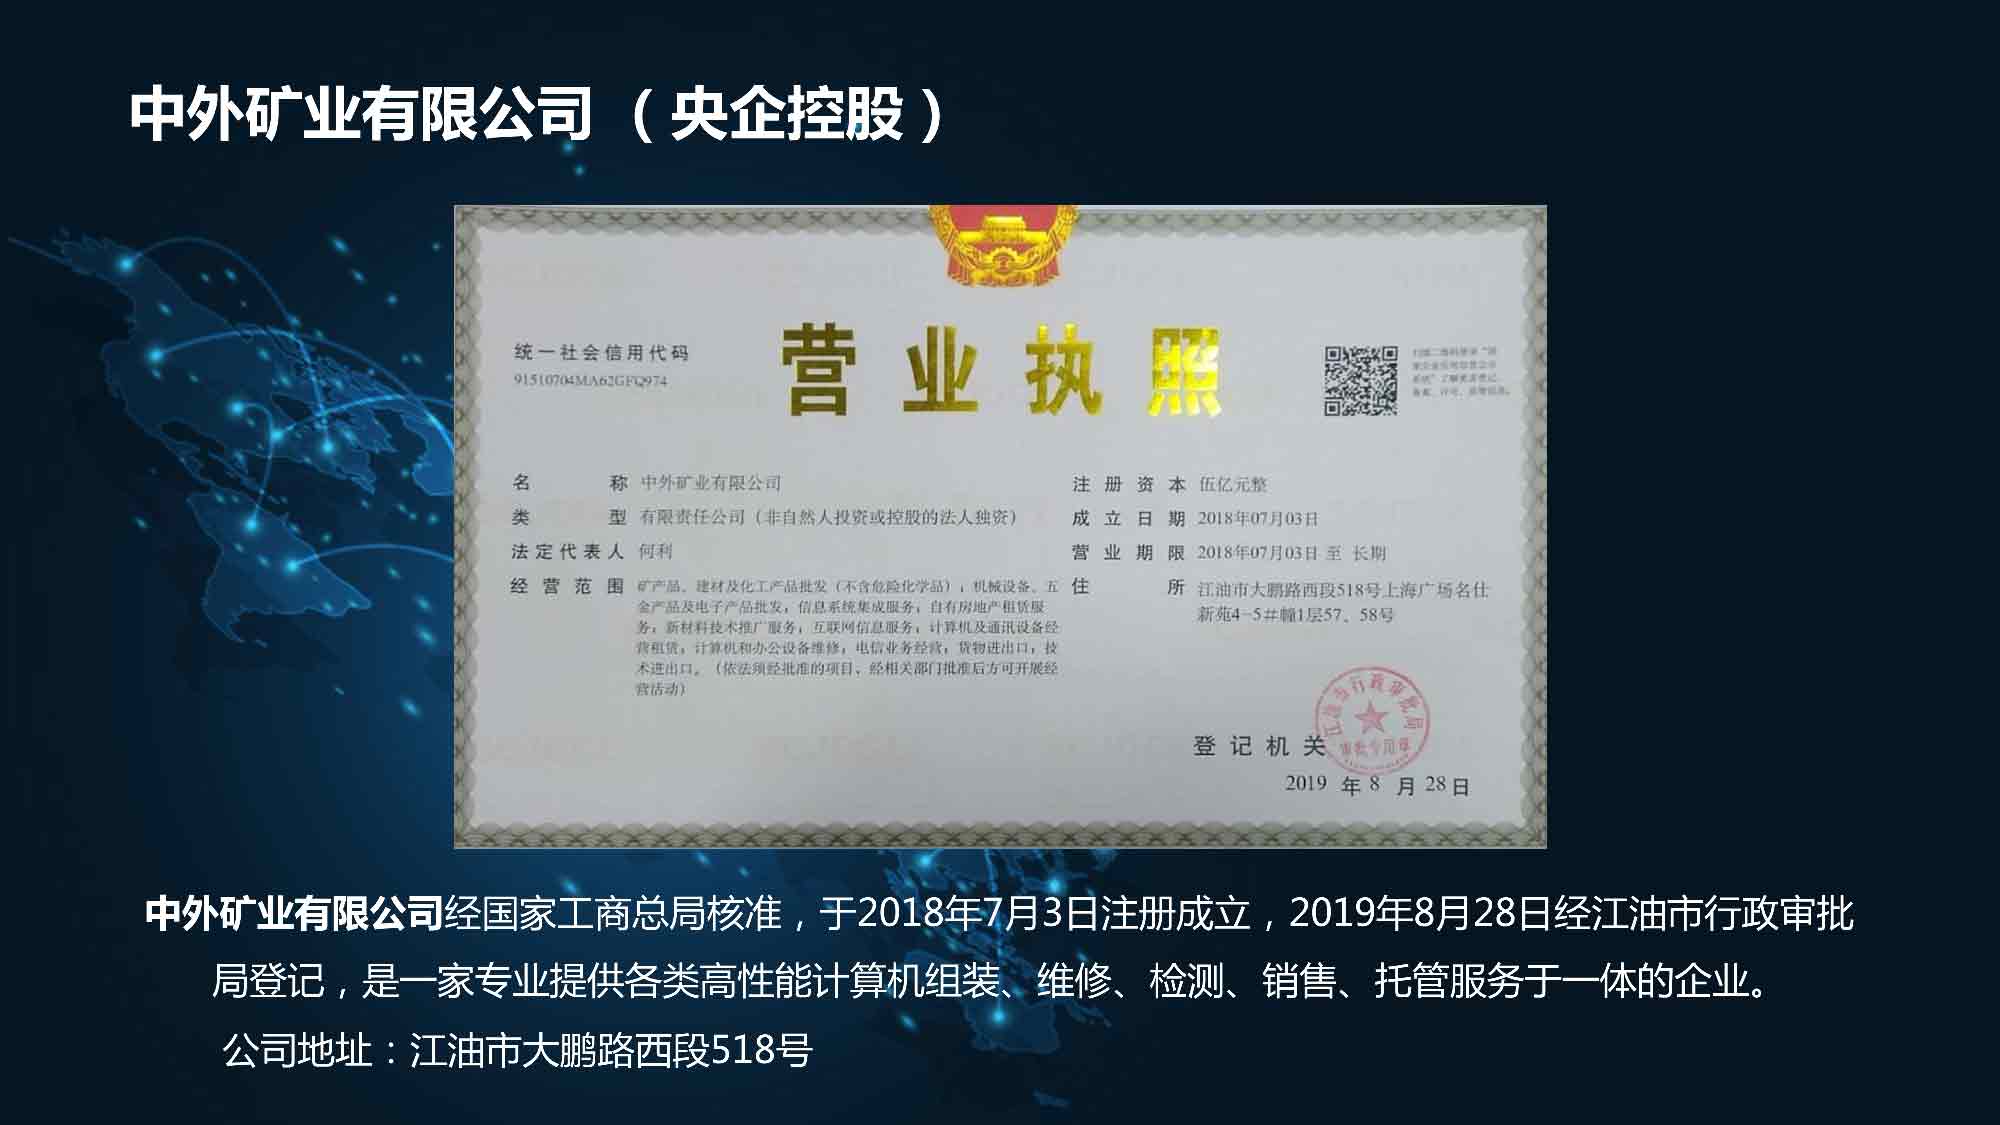 中外矿业有限公司（央企控股）
营业执照
统一社会信用代码
91510704MA62GFQ974
名称 中外矿业有限公司
类型 有限责任公司（非自然人投资或控股的法人独资）
法定代表人 何利
经营范围 矿产品、建材及化工产品批发（不含危险化学品）；机械设备、五
金产品及电子产品批发；信息系统集成服务；自有房地产租赁服
务；新材料技术推广服务；互联网信息服务；计算机及通讯设备经
营租赁；计算机和办公设备维修；电信业务经营；货物进出口；技
术进出口。（依法须经批准的项目、经相关部门批准后方可开展经
营活动）
注册资本 伍亿元整
成立日期 2018年07月03日
营业期限 2018年07月03日 至 长期
住所 江油市大鹏路西段518号上海广场名仕
新苑4-5#幢1层57、58号
登记机关
江油市行政审批局
审批专用章
2019 年 8 月 28 日
中外矿业有限公司经国家工商总局核准，于2018年7月3日注册成立，2019年8月28日经江油市行政审批
局登记，是一家专业提供各类高性能计算机组装、维修、检测、销售、托管服务于一体的企业。
公司地址：江油市大鹏路西段518号